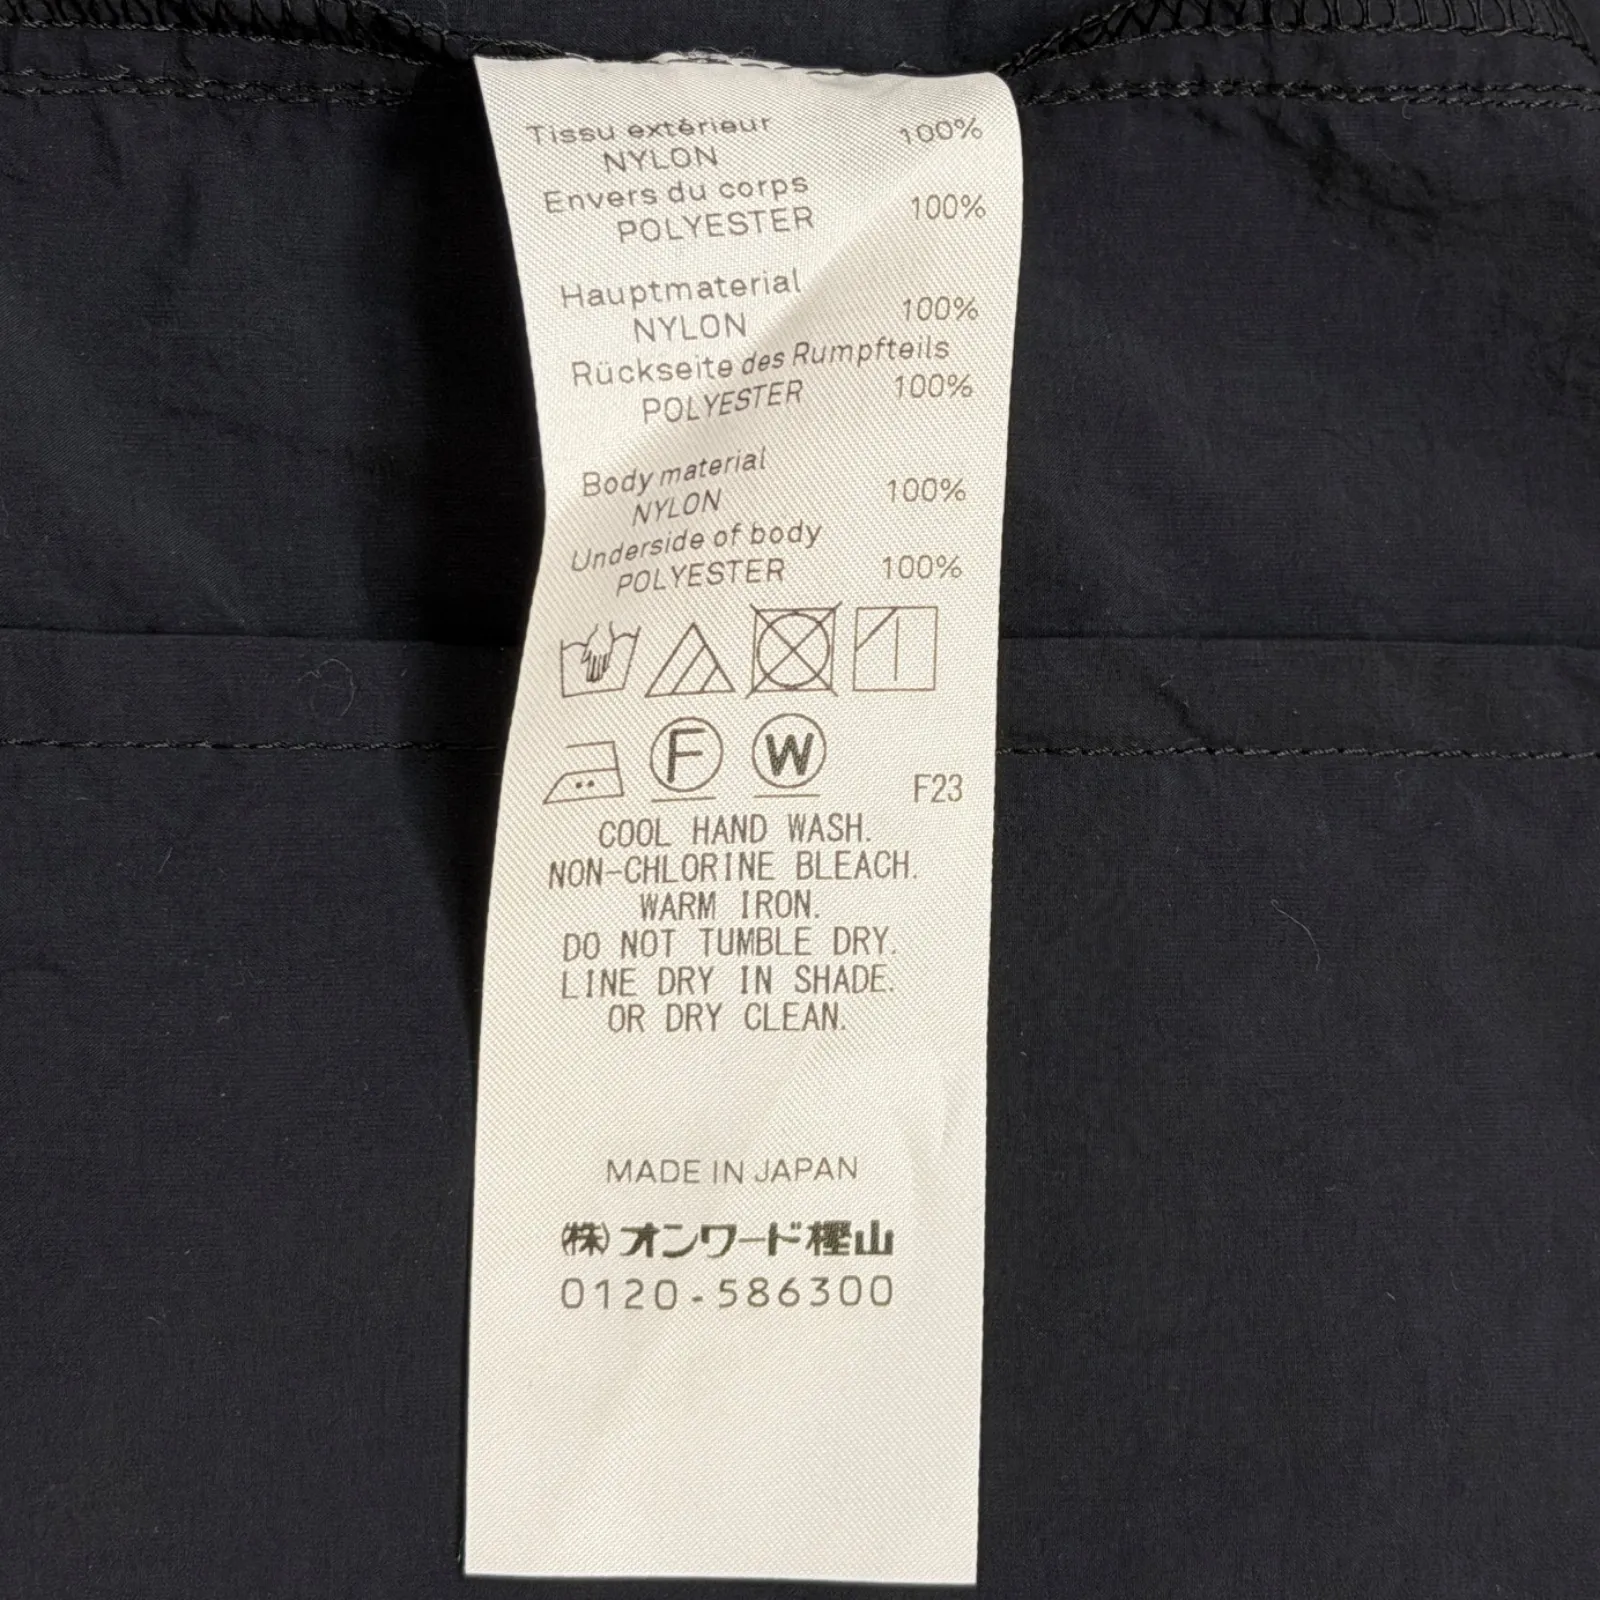 Tissu extérieur
NYLON 100%
Envers du corps
POLYESTER 100%
Hauptmaterial
NYLON 100%
Rückseite des Rumpfteils
POLYESTER 100%
Body material
NYLON 100%
Underside of body
POLYESTER 100%
F W F23
COOL HAND WASH.
NON-CHLORINE BLEACH.
WARM IRON.
DO NOT TUMBLE DRY.
LINE DRY IN SHADE.
OR DRY CLEAN.
MADE IN JAPAN
㈱オンワード樫山
0120-586300